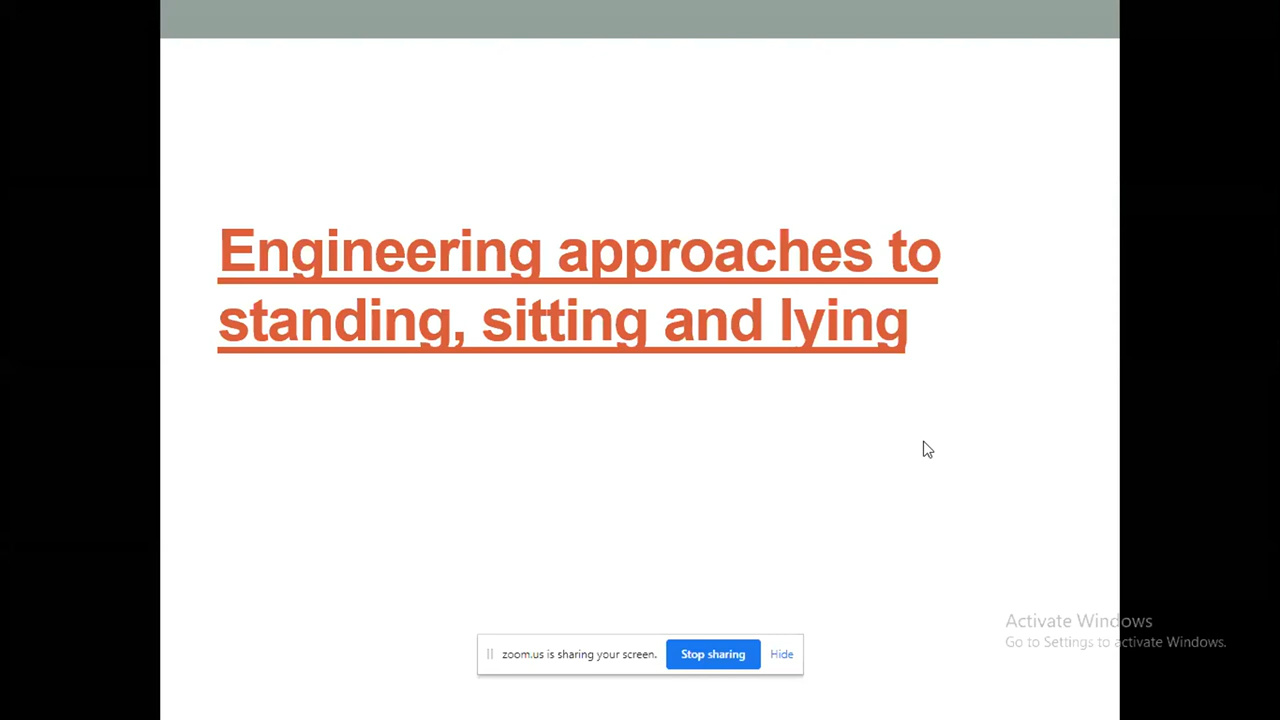 Engineering approaches to
standing, sitting and lying
Activate Windows
Go to Settings to activate Windows.
zoom.us is sharing your screen. Stop sharing Hide